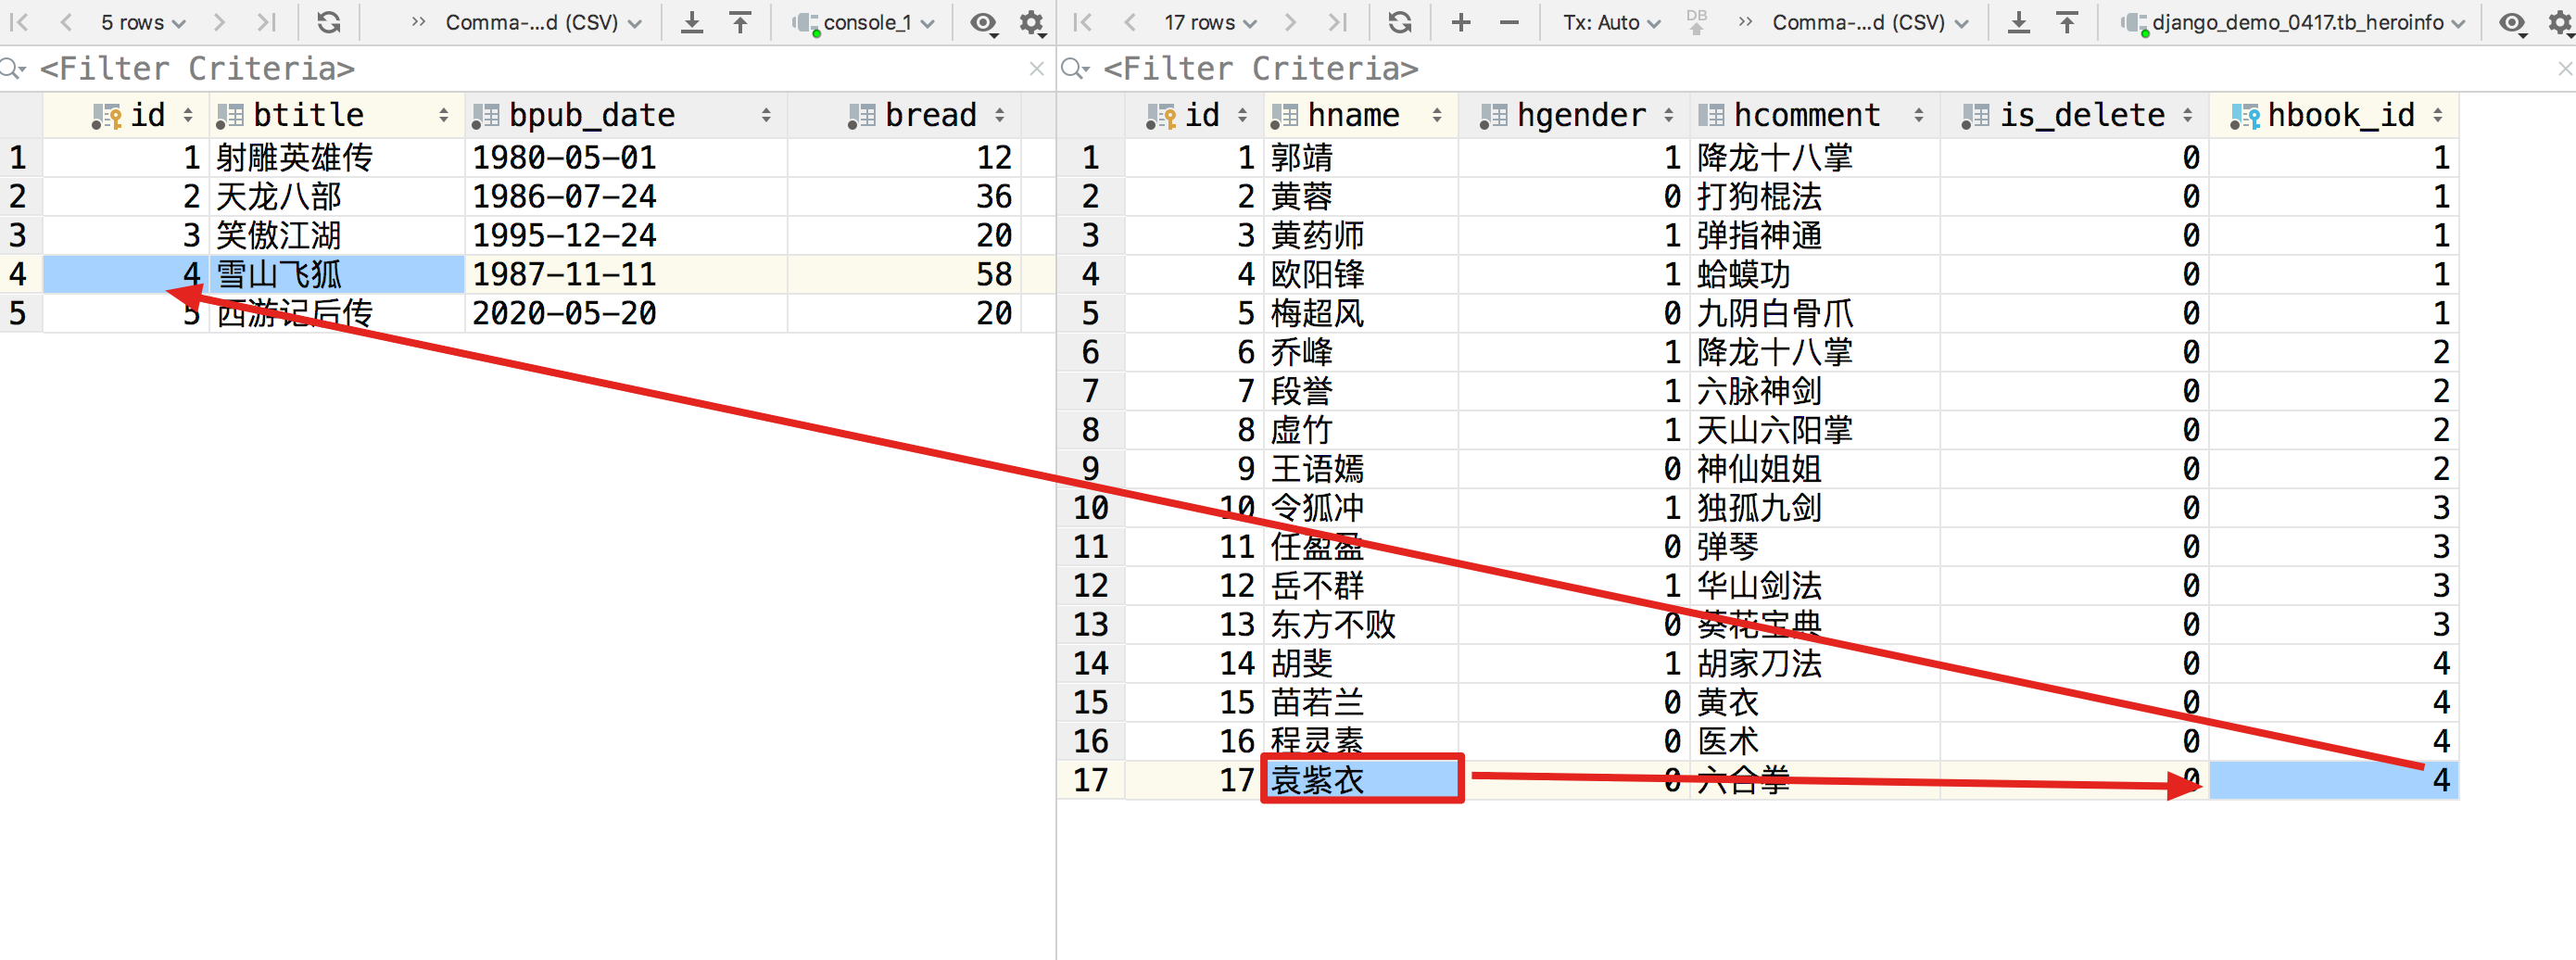 5 rows Comma-...d (CSV) console_1
<Filter Criteria>
id btitle bpub_date bread
1 1 射雕英雄传 1980-05-01 12
2 2 天龙八部 1986-07-24 36
3 3 笑傲江湖 1995-12-24 20
4 4 雪山飞狐 1987-11-11 58
5 5 西游记后传 2020-05-20 20
17 rows Tx: Auto DB Comma-...d (CSV) django_demo_0417.tb_heroinfo
<Filter Criteria>
id hname hgender hcomment is_delete hbook_id
1 1 郭靖 1 降龙十八掌 0 1
2 2 黄蓉 0 打狗棍法 0 1
3 3 黄药师 1 弹指神通 0 1
4 4 欧阳锋 1 蛤蟆功 0 1
5 5 梅超风 0 九阴白骨爪 0 1
6 6 乔峰 1 降龙十八掌 0 2
7 7 段誉 1 六脉神剑 0 2
8 8 虚竹 1 天山六阳掌 0 2
9 9 王语嫣 0 神仙姐姐 0 2
10 10 令狐冲 1 独孤九剑 0 3
11 11 任盈盈 0 弹琴 0 3
12 12 岳不群 1 华山剑法 0 3
13 13 东方不败 0 葵花宝典 0 3
14 14 胡斐 1 胡家刀法 0 4
15 15 苗若兰 0 黄衣 0 4
16 16 程灵素 0 医术 0 4
17 17 袁紫衣 0 六合拳 0 4